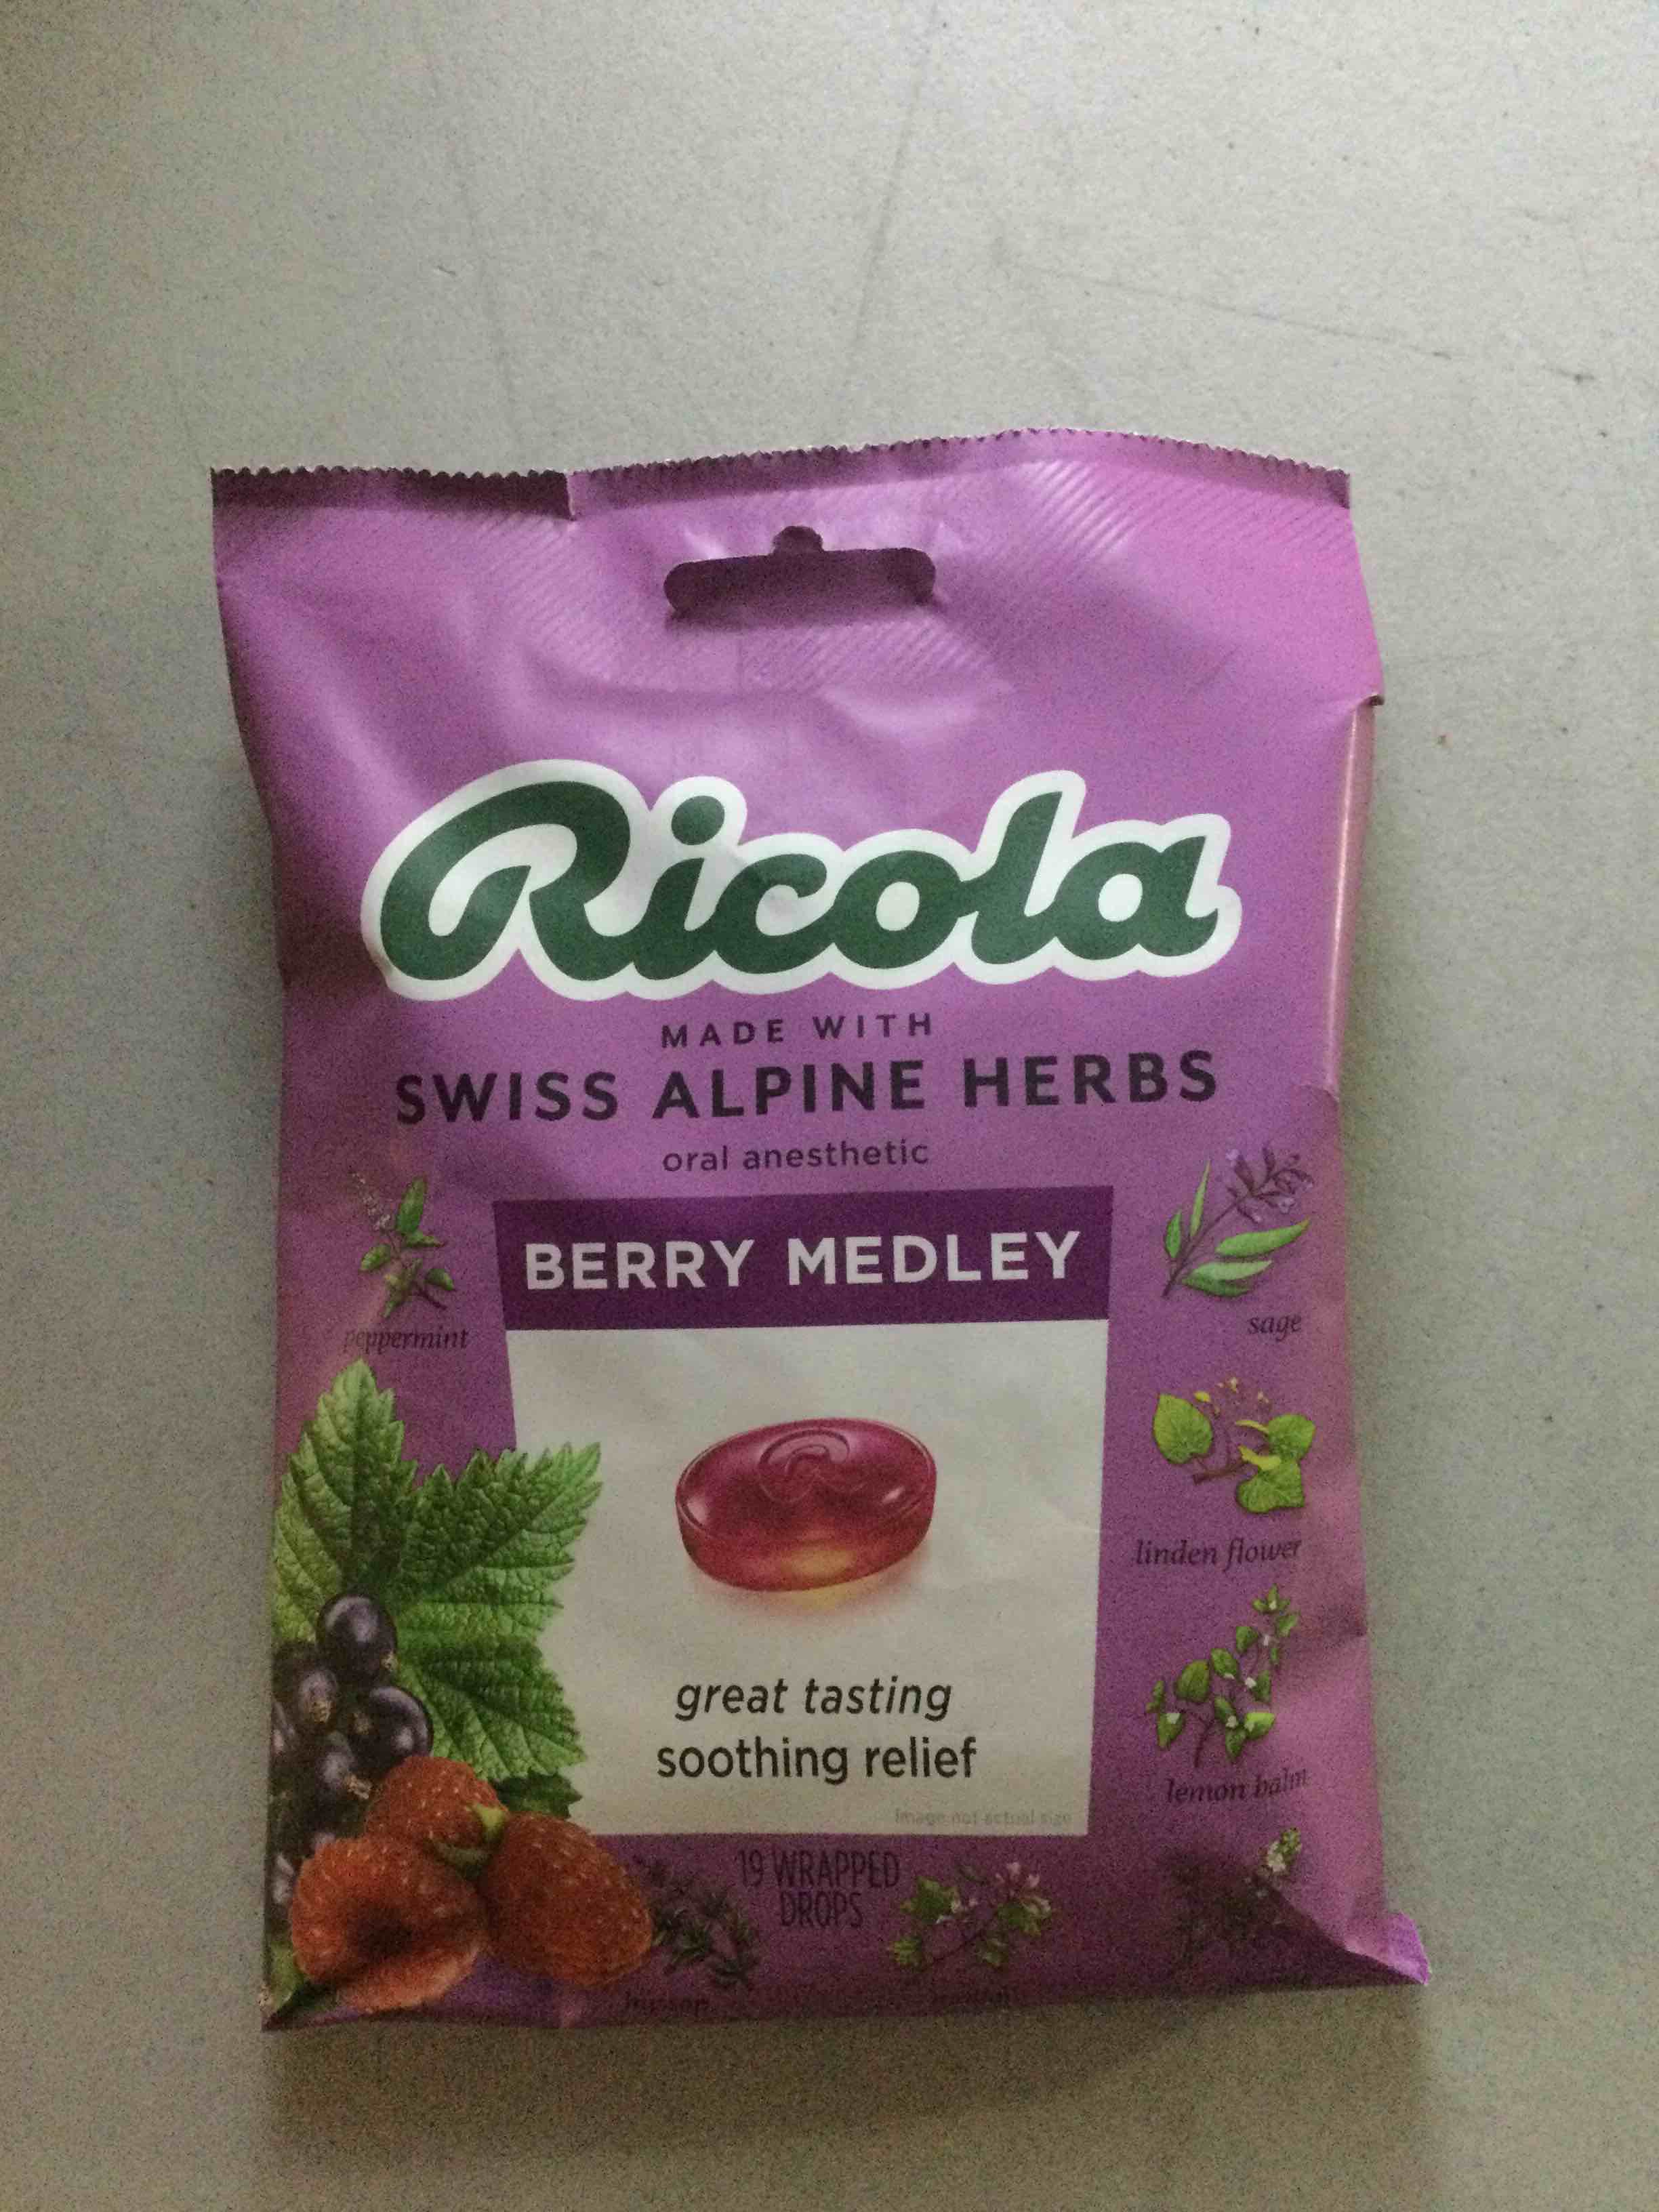 Ricola
MADE WITH
SWISS ALPINE HERBS
oral anesthetic
BERRY MEDLEY
peppermint
sage
linden flower
great tasting
soothing relief
lemon balm
Image not actual size
19 WRAPPED
DROPS
hyssop